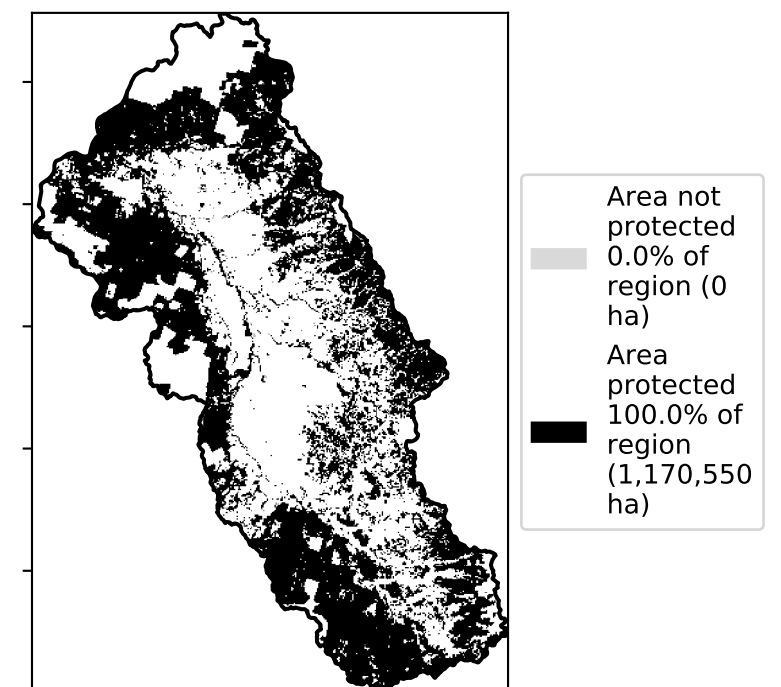 Area not
protected
0.0% of
region (0
ha)
Area
protected
100.0% of
region
(1,170,550
ha)